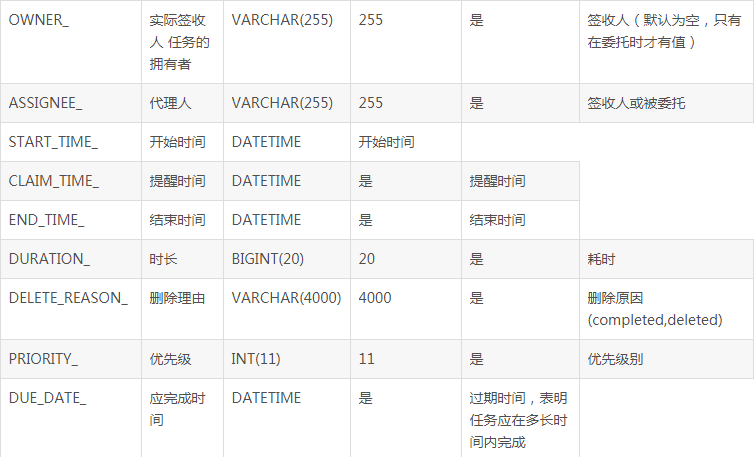 OWNER_ 实际签收人 任务的拥有者 VARCHAR(255) 255 是 签收人（默认为空，只有在委托时才有值）
ASSIGNEE_ 代理人 VARCHAR(255) 255 是 签收人或被委托
START_TIME_ 开始时间 DATETIME 开始时间
CLAIM_TIME_ 提醒时间 DATETIME 是 提醒时间
END_TIME_ 结束时间 DATETIME 是 结束时间
DURATION_ 时长 BIGINT(20) 20 是 耗时
DELETE_REASON_ 删除理由 VARCHAR(4000) 4000 是 删除原因(completed,deleted)
PRIORITY_ 优先级 INT(11) 11 是 优先级别
DUE_DATE_ 应完成时间 DATETIME 是 过期时间，表明任务应在多长时间内完成